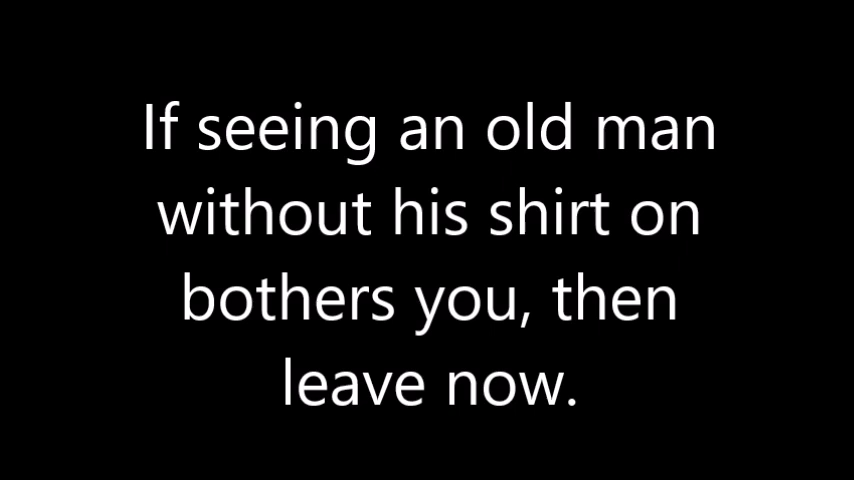 If seeing an old man
without his shirt on
bothers you, then
leave now.